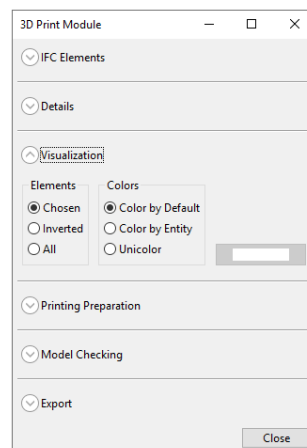 3D Print Module
IFC Elements
Details
Visualization
Elements
Chosen
Inverted
All
Colors
Color by Default
Color by Entity
Unicolor
Printing Preparation
Model Checking
Export
Close